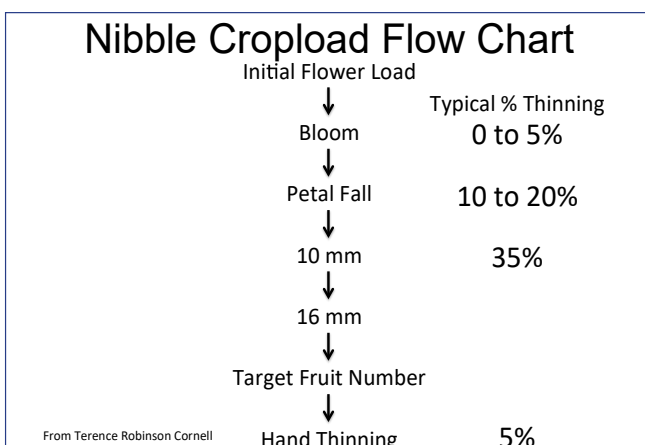 Nibble Cropload Flow Chart
Initial Flower Load
Typical % Thinning
Bloom 0 to 5%
Petal Fall 10 to 20%
10 mm 35%
16 mm
Target Fruit Number
From Terence Robinson Cornell Hand Thinning 5%